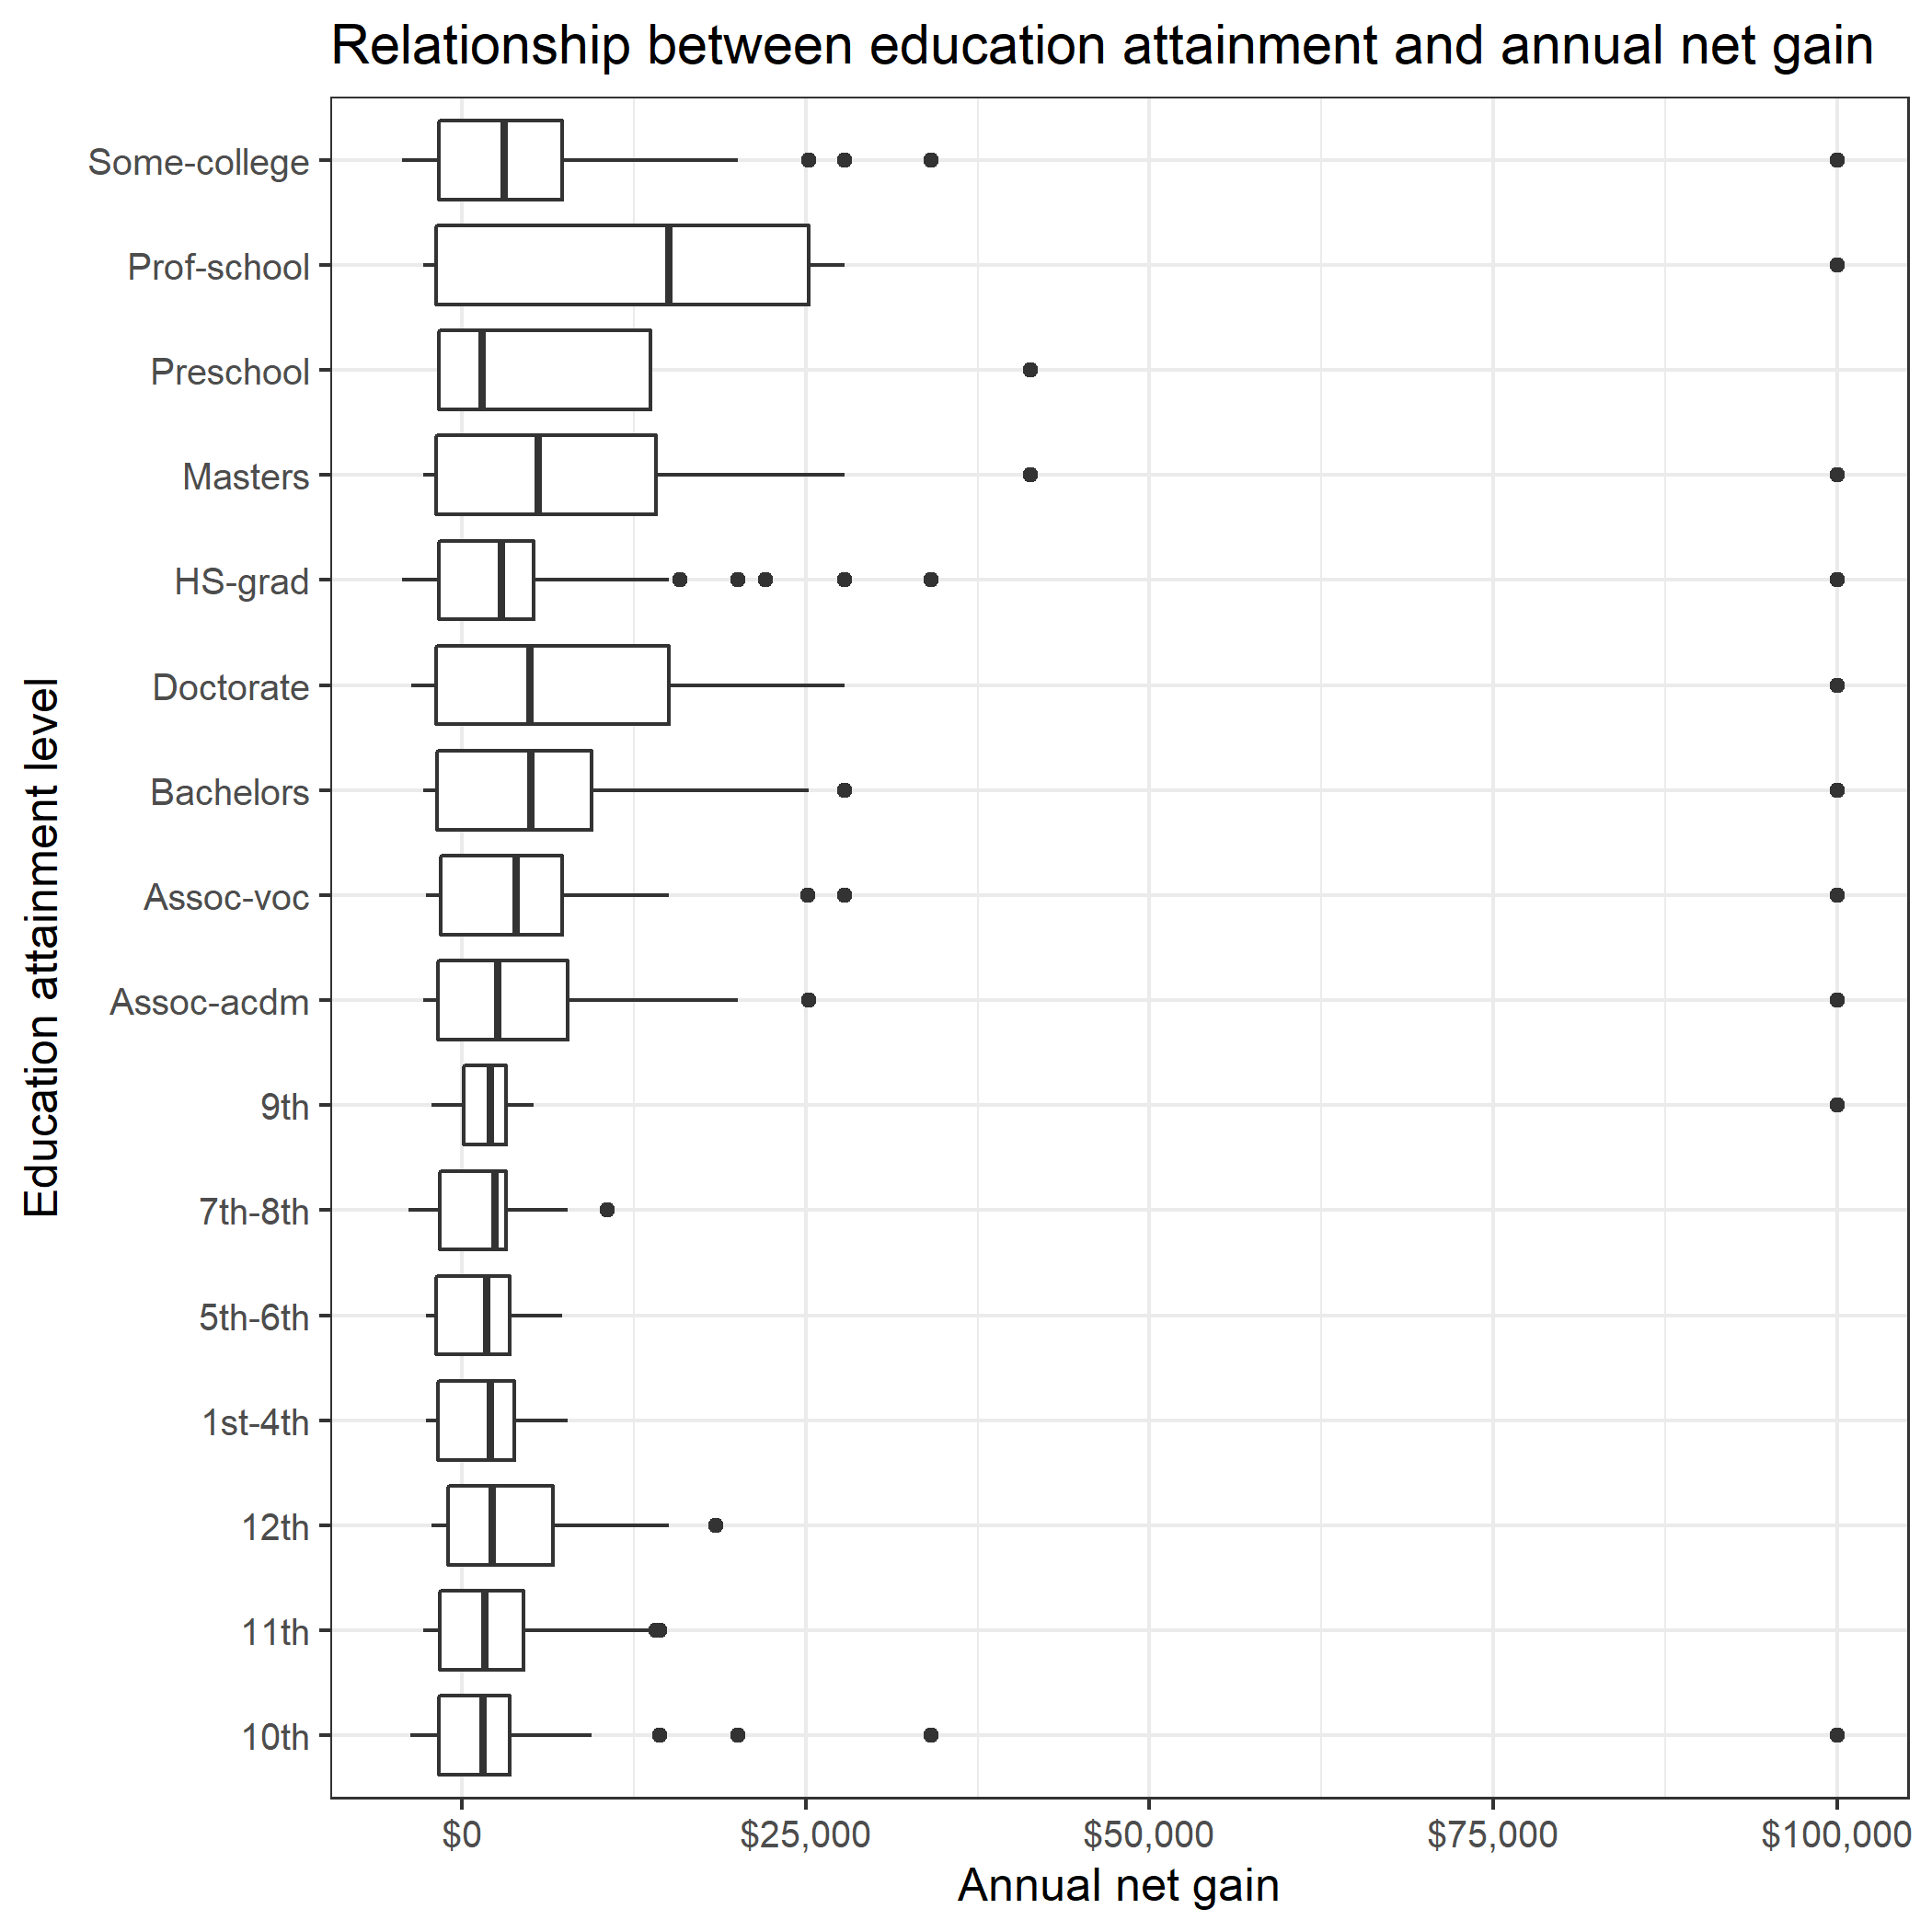 Relationship between education attainment and annual net gain
Education attainment level
Some-college
Prof-school
Preschool
Masters
HS-grad
Doctorate
Bachelors
Assoc-voc
Assoc-acdm
9th
7th-8th
5th-6th
1st-4th
12th
11th
10th
$0 $25,000 $50,000 $75,000 $100,000
Annual net gain